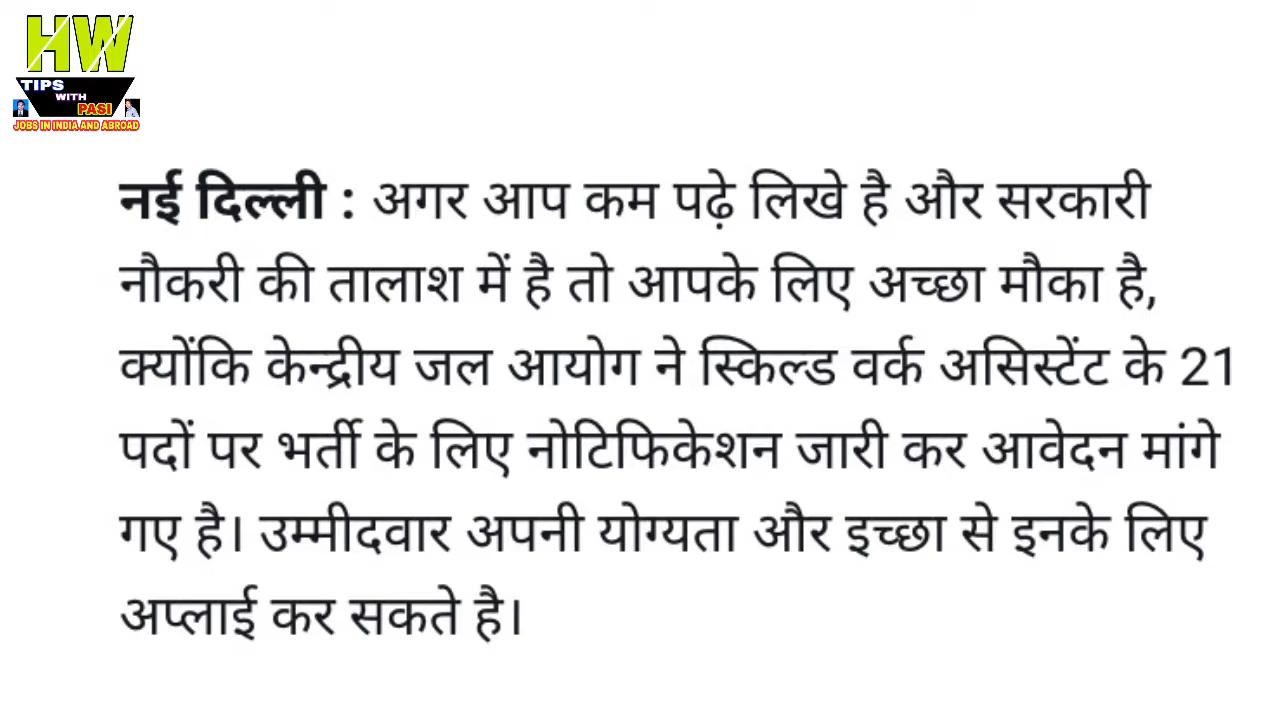 HW
TIPS
WITH
PASI
JOBS IN INDIA AND ABROAD
नई दिल्ली : अगर आप कम पढ़े लिखे है और सरकारी
नौकरी की तालाश में है तो आपके लिए अच्छा मौका है,
क्योंकि केन्द्रीय जल आयोग ने स्किल्ड वर्क असिस्टेंट के 21
पदों पर भर्ती के लिए नोटिफिकेशन जारी कर आवेदन मांगे
गए है। उम्मीदवार अपनी योग्यता और इच्छा से इनके लिए
अप्लाई कर सकते है।